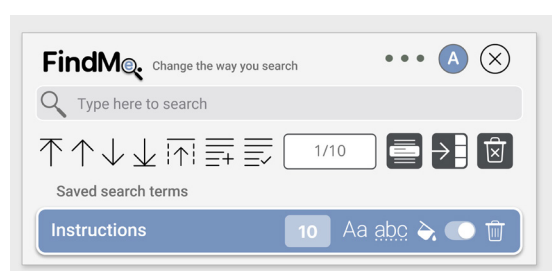 FindMe. Change the way you search
A
Type here to search
1/10
Saved search terms
Instructions 10 Aa abc